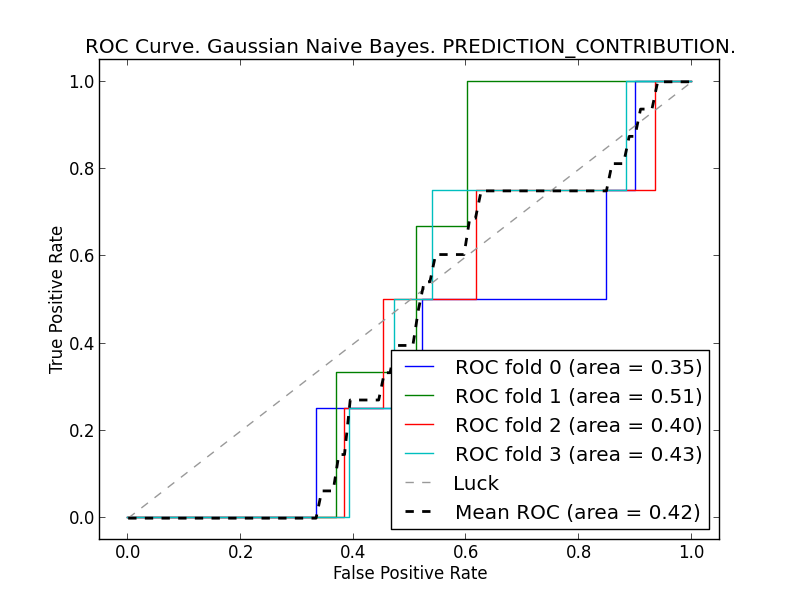 ROC Curve. Gaussian Naive Bayes. PREDICTION_CONTRIBUTION.
True Positive Rate
1.0
0.8
0.6
0.4
0.2
0.0
ROC fold 0 (area = 0.35)
ROC fold 1 (area = 0.51)
ROC fold 2 (area = 0.40)
ROC fold 3 (area = 0.43)
Luck
Mean ROC (area = 0.42)
0.0 0.2 0.4 0.6 0.8 1.0
False Positive Rate